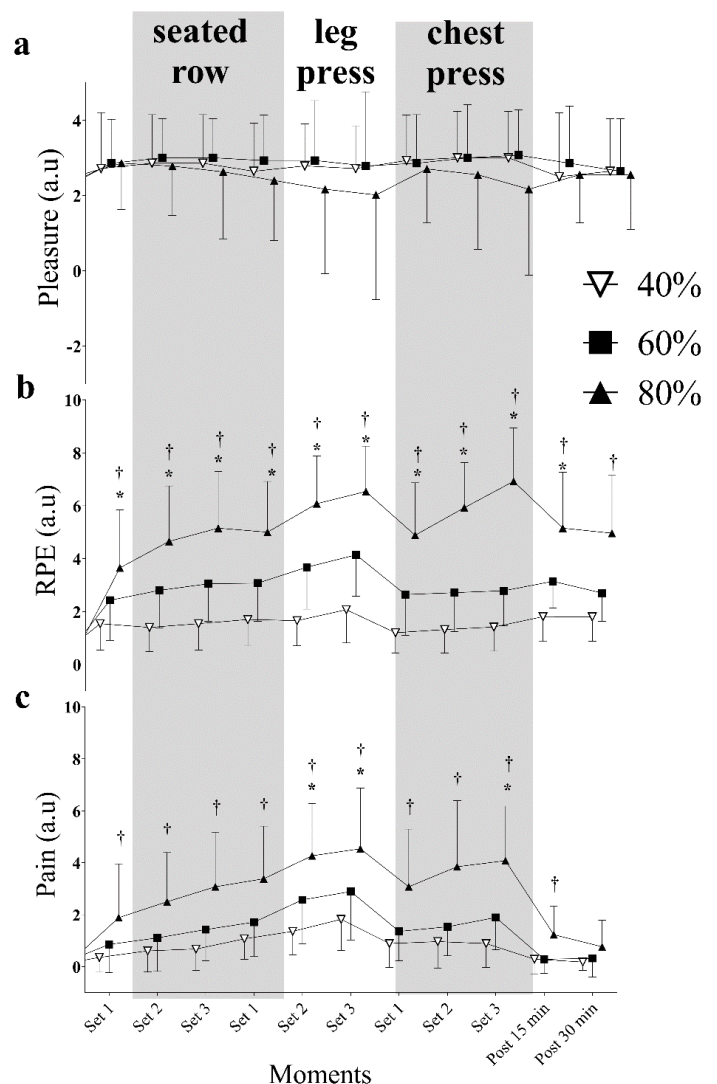 a
seated
row
leg
press
chest
press
4
2
0
-2
Pleasure (a.u)
40%
60%
80%
b
10
8
6
4
2
0
RPE (a.u)
† † † † † † † † † † †
* * * * * * * * * *
c
10
8
6
4
2
0
Pain (a.u)
† † † † † † † † † †
* * *
Set 1
Set 2
Set 3
Set 1
Set 2
Set 3
Set 1
Set 2
Set 3
Post 15 min
Post 30 min
Moments